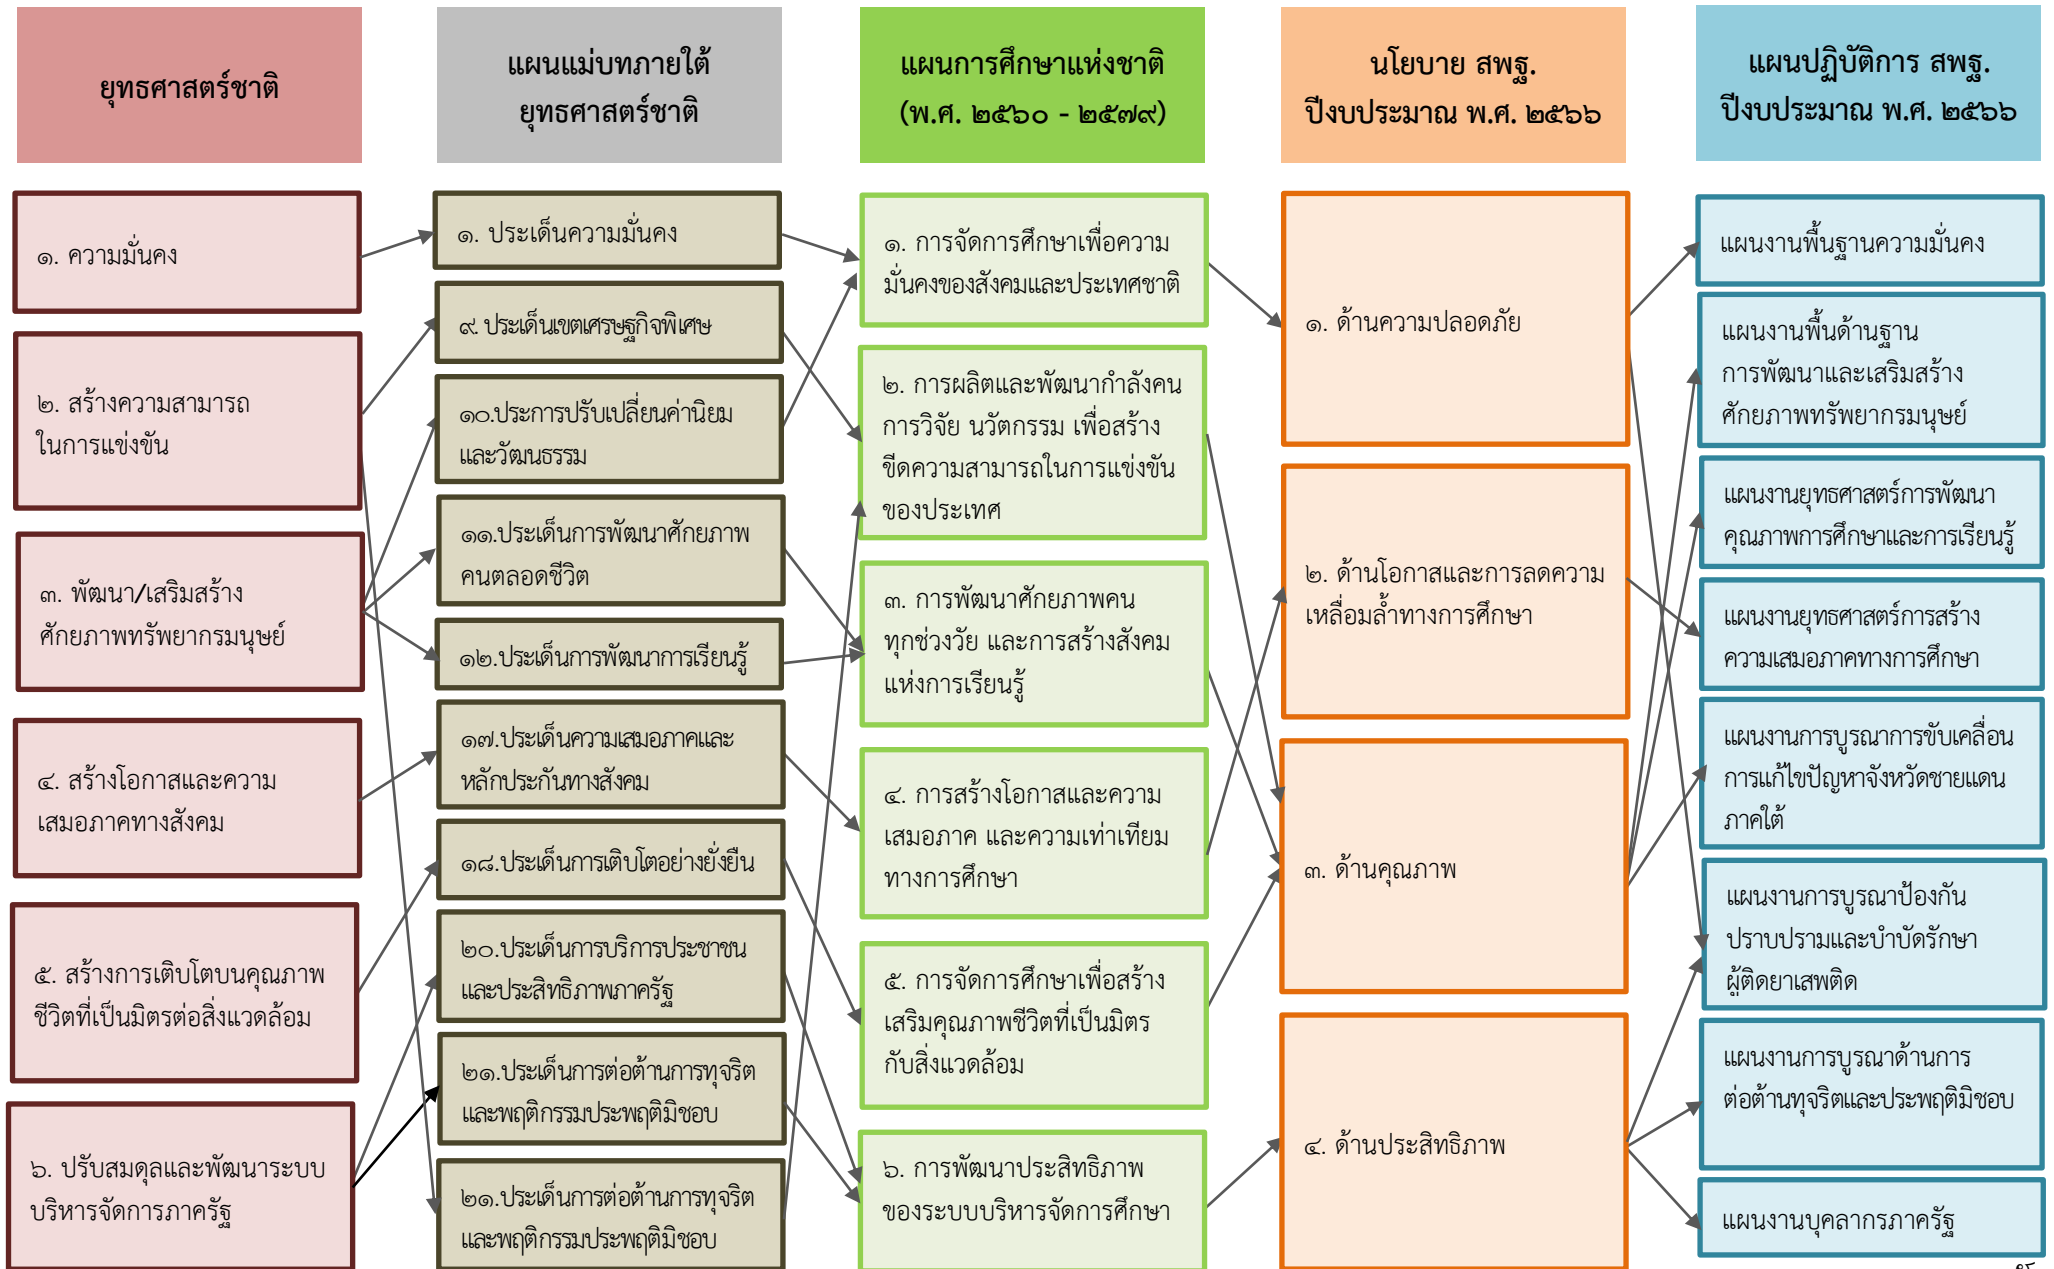 ยุทธศาสตร์ชาติ
แผนแม่บทภายใต้
ยุทธศาสตร์ชาติ
แผนการศึกษาแห่งชาติ
(พ.ศ. ๒๕๖๐ - ๒๕๗๙)
นโยบาย สพฐ.
ปีงบประมาณ พ.ศ. ๒๕๖๖
แผนปฏิบัติการ สพฐ.
ปีงบประมาณ พ.ศ. ๒๕๖๖
๑. ความมั่นคง
๒. สร้างความสามารถ
ในการแข่งขัน
๓. พัฒนา/เสริมสร้าง
ศักยภาพทรัพยากรมนุษย์
๔. สร้างโอกาสและความ
เสมอภาคทางสังคม
๕. สร้างการเติบโตบนคุณภาพ
ชีวิตที่เป็นมิตรต่อสิ่งแวดล้อม
๖. ปรับสมดุลและพัฒนาระบบ
บริหารจัดการภาครัฐ
๑. ประเด็นความมั่นคง
๙. ประเด็นเขตเศรษฐกิจพิเศษ
๑๐.ประการปรับเปลี่ยนค่านิยม
และวัฒนธรรม
๑๑.ประเด็นการพัฒนาศักยภาพ
คนตลอดชีวิต
๑๒.ประเด็นการพัฒนาการเรียนรู้
๑๗.ประเด็นความเสมอภาคและ
หลักประกันทางสังคม
๑๘.ประเด็นการเติบโตอย่างยั่งยืน
๒๐.ประเด็นการบริการประชาชน
และประสิทธิภาพภาครัฐ
๒๑.ประเด็นการต่อต้านการทุจริต
และพฤติกรรมประพฤติมิชอบ
๒๑.ประเด็นการต่อต้านการทุจริต
และพฤติกรรมประพฤติมิชอบ
๑. การจัดการศึกษาเพื่อความ
มั่นคงของสังคมและประเทศชาติ
๒. การผลิตและพัฒนากำลังคน
การวิจัย นวัตกรรม เพื่อสร้าง
ขีดความสามารถในการแข่งขัน
ของประเทศ
๓. การพัฒนาศักยภาพคน
ทุกช่วงวัย และการสร้างสังคม
แห่งการเรียนรู้
๔. การสร้างโอกาสและความ
เสมอภาค และความเท่าเทียม
ทางการศึกษา
๕. การจัดการศึกษาเพื่อสร้าง
เสริมคุณภาพชีวิตที่เป็นมิตร
กับสิ่งแวดล้อม
๖. การพัฒนาประสิทธิภาพ
ของระบบบริหารจัดการศึกษา
๑. ด้านความปลอดภัย
๒. ด้านโอกาสและการลดความ
เหลื่อมล้ำทางการศึกษา
๓. ด้านคุณภาพ
๔. ด้านประสิทธิภาพ
แผนงานพื้นฐานความมั่นคง
แผนงานพื้นด้านฐาน
การพัฒนาและเสริมสร้าง
ศักยภาพทรัพยากรมนุษย์
แผนงานยุทธศาสตร์การพัฒนา
คุณภาพการศึกษาและการเรียนรู้
แผนงานยุทธศาสตร์การสร้าง
ความเสมอภาคทางการศึกษา
แผนงานการบูรณาการขับเคลื่อน
การแก้ไขปัญหาจังหวัดชายแดน
ภาคใต้
แผนงานการบูรณาป้องกัน
ปราบปรามและบำบัดรักษา
ผู้ติดยาเสพติด
แผนงานการบูรณาด้านการ
ต่อต้านทุจริตและประพฤติมิชอบ
แผนงานบุคลากรภาครัฐ